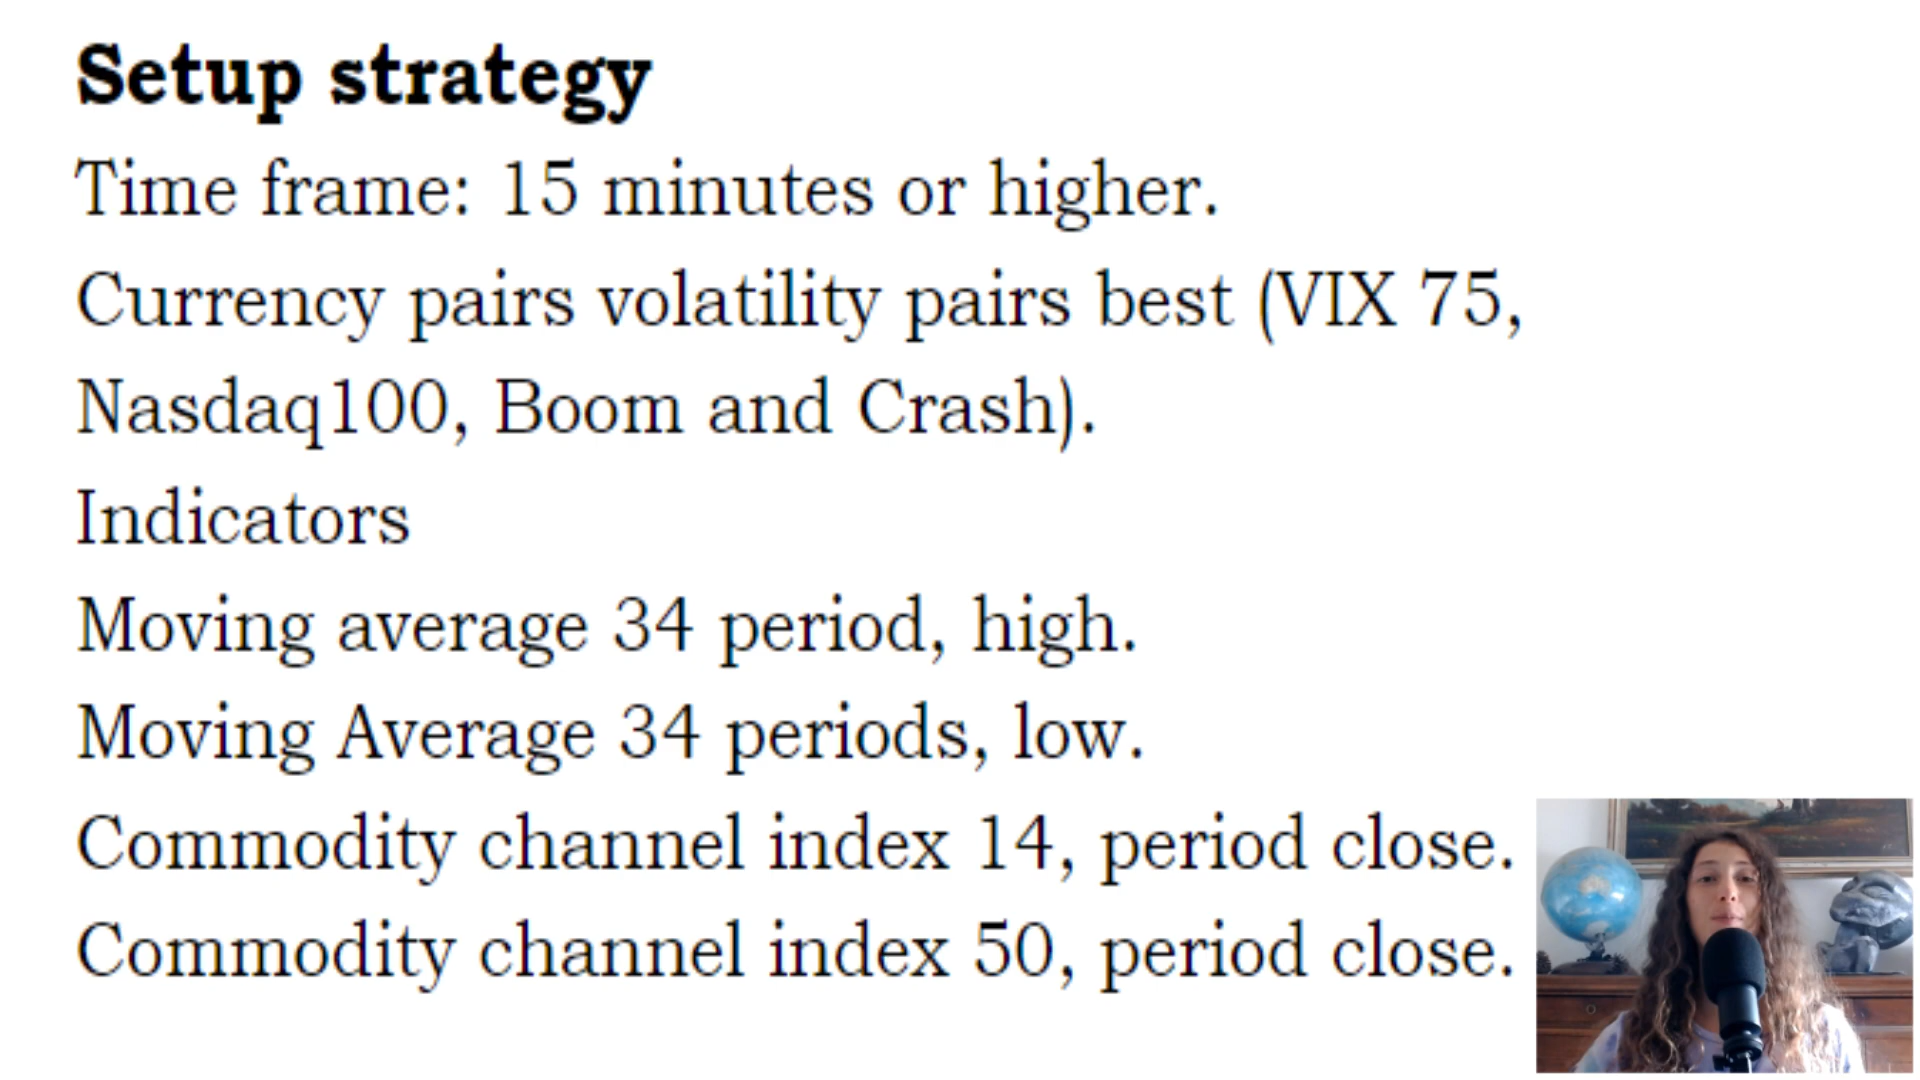 Setup strategy
Time frame: 15 minutes or higher.
Currency pairs volatility pairs best (VIX 75,
Nasdaq100, Boom and Crash).
Indicators
Moving average 34 period, high.
Moving Average 34 periods, low.
Commodity channel index 14, period close.
Commodity channel index 50, period close.